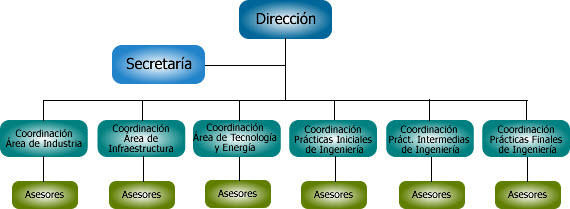 Dirección
Secretaría
Coordinación
Área de Industria
Coordinación
Área de
Infraestructura
Coordinación
Área de Tecnología
y Energía
Coordinación
Prácticas Iniciales
de Ingeniería
Coordinación
Práct. Intermedias
de Ingeniería
Coordinación
Prácticas Finales
de Ingeniería
Asesores
Asesores
Asesores
Asesores
Asesores
Asesores